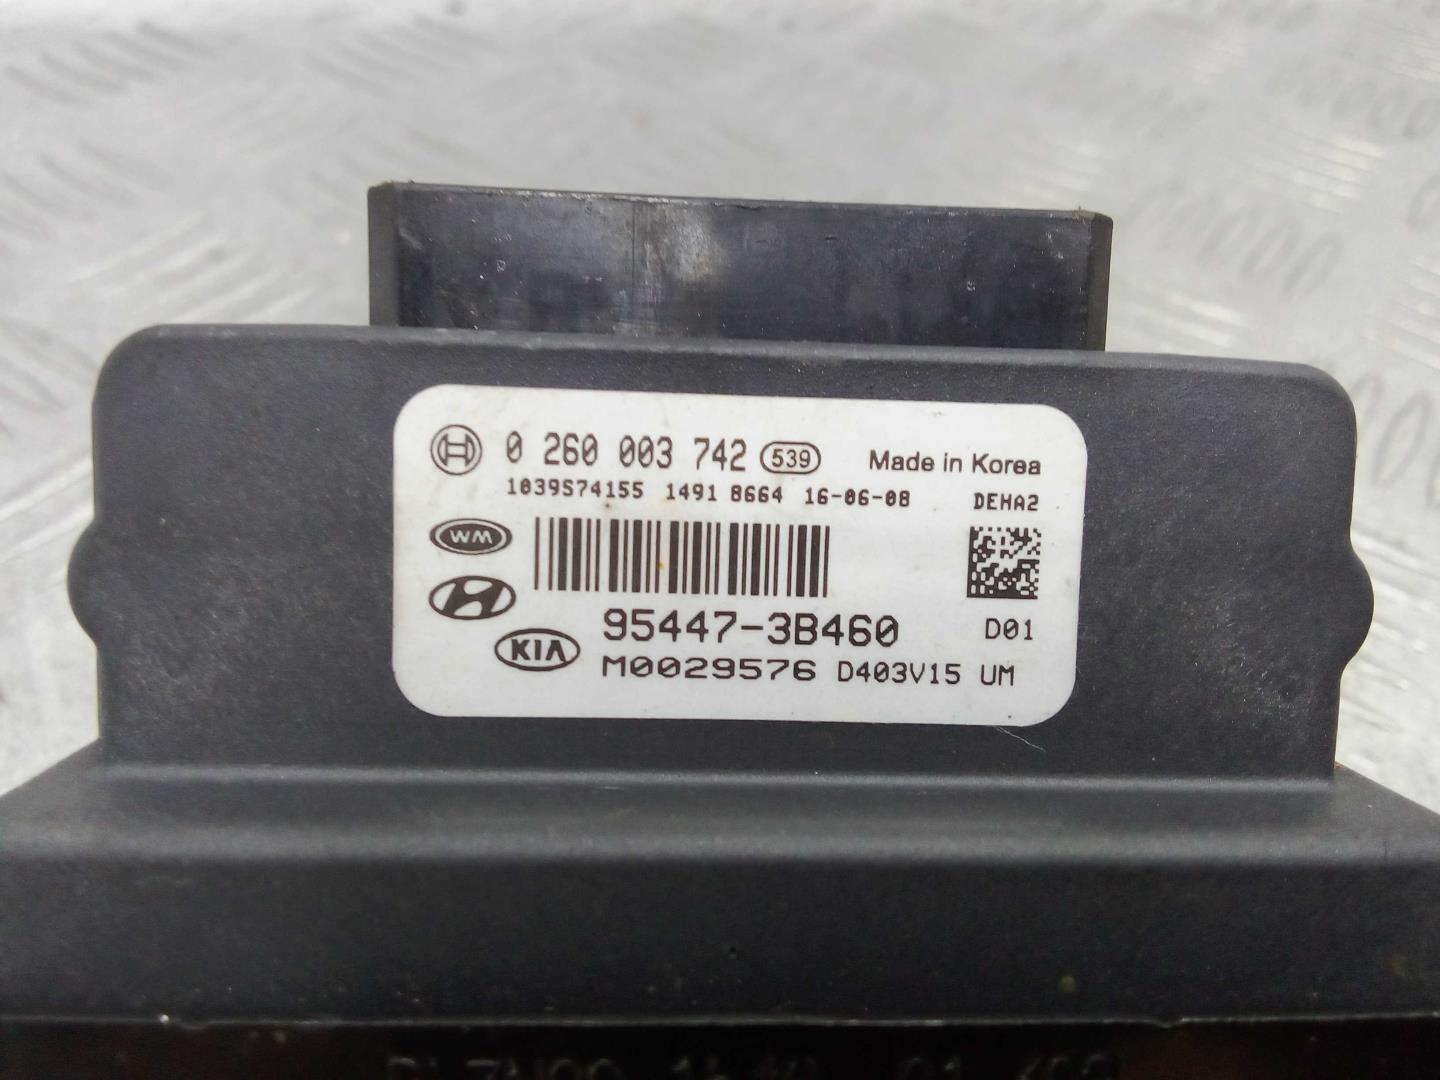 0 260 003 742 539 Made in Korea
1039S74155 1491 8664 16-06-08 DEHA2
WM
95447-3B460 D01
KIA
M0029576 D403V15 UM